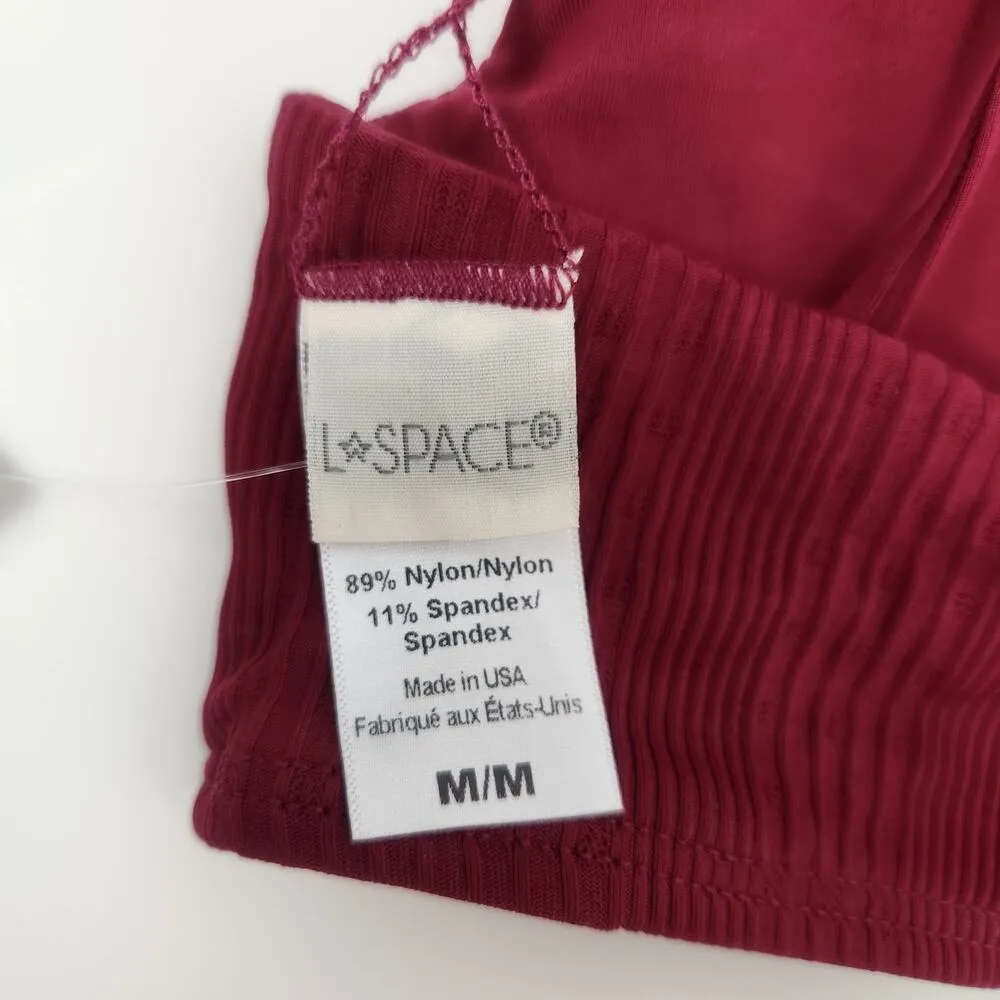 L☆SPACE®
89% Nylon/Nylon
11% Spandex/
Spandex
Made in USA
Fabriqué aux États-Unis
M/M